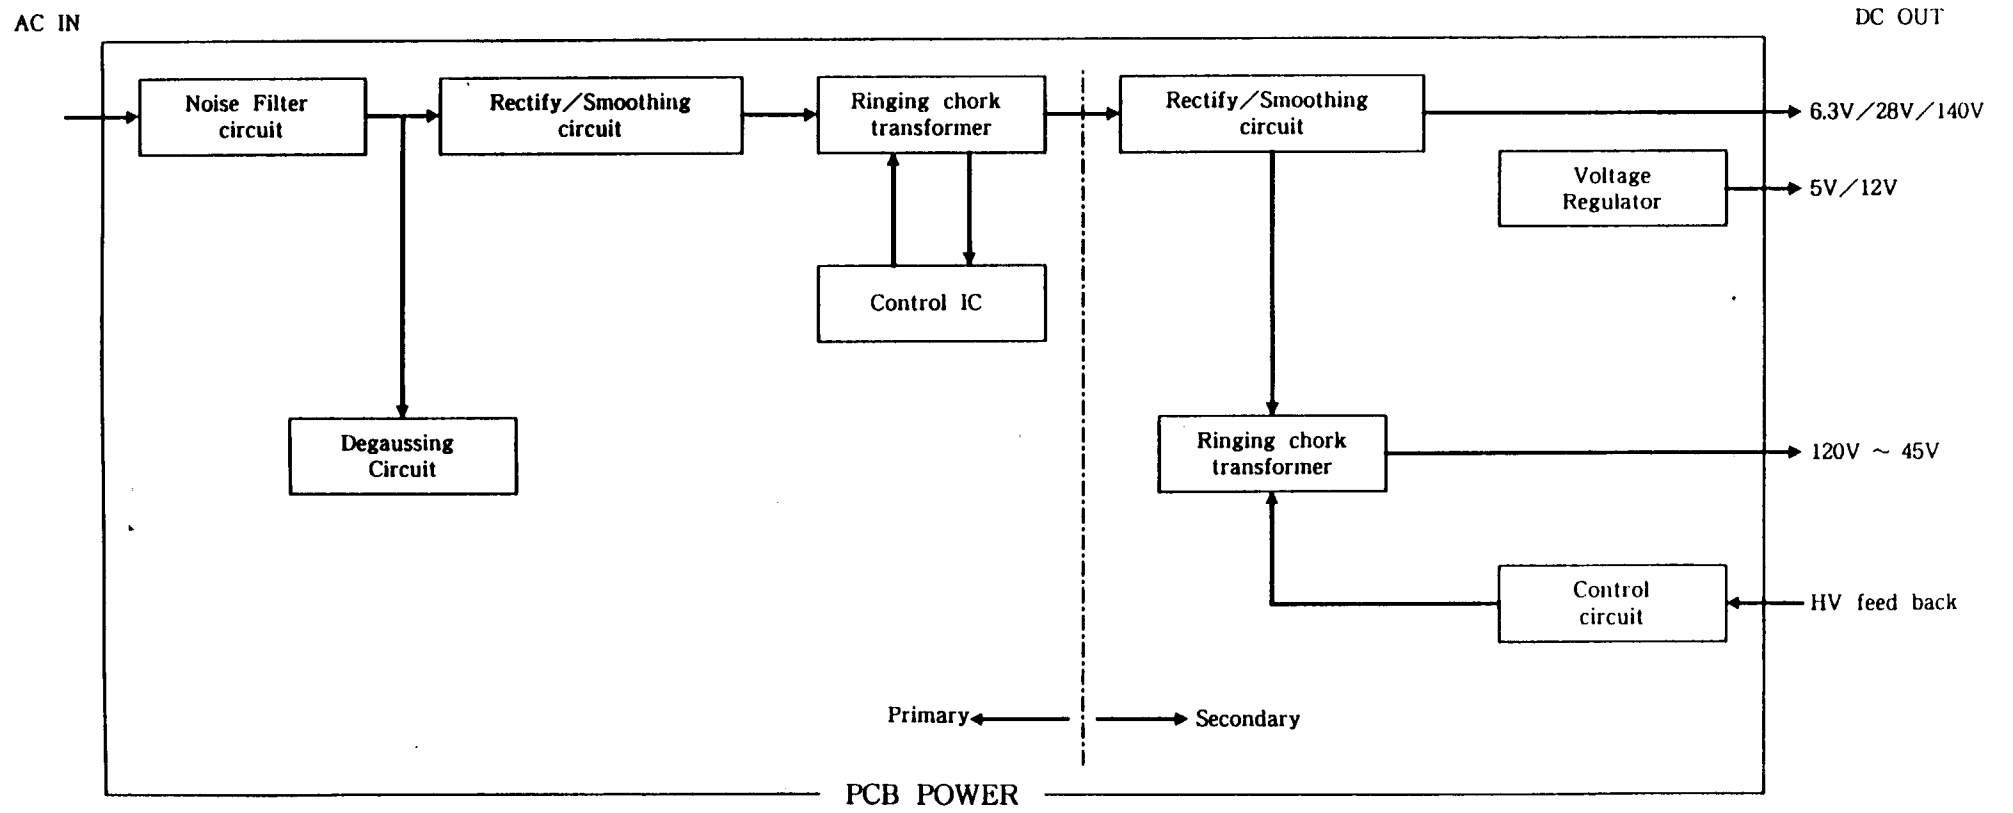 AC IN
DC OUT
Noise Filter
circuit
Rectify/Smoothing
circuit
Ringing chork
transformer
Rectify/Smoothing
circuit
6.3V/28V/140V
Voltage
Regulator
5V/12V
Control IC
Degaussing
Circuit
Ringing chork
transformer
120V ~ 45V
Control
circuit
HV feed back
Primary
Secondary
PCB POWER